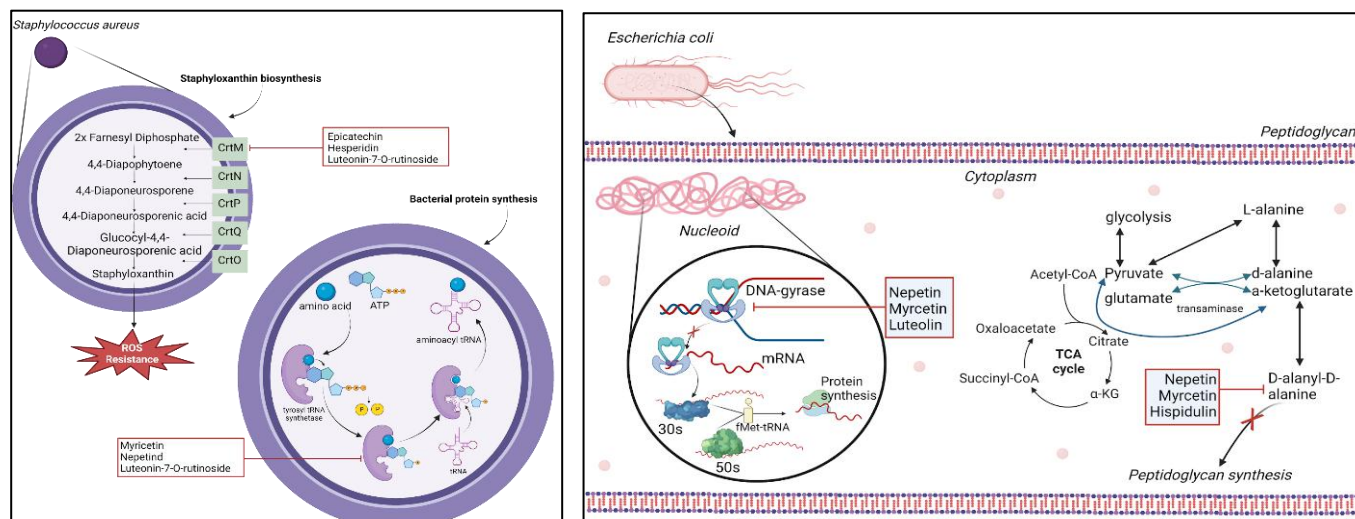 Staphylococcus aureus
Staphyloxanthin biosynthesis
2x Farnesyl Diphosphate
CrtM
Epicatechin
Hesperidin
Luteonin-7-O-rutinoside
4,4-Diapophytoene
CrtN
4,4-Diaponeurosporene
CrtP
4,4-Diaponeurosporenic acid
CrtQ
Glucocyl-4,4-
Diaponeurosporenic acid
CrtO
Staphyloxanthin
ROS
Resistance
Bacterial protein synthesis
amino acid
ATP
aminoacyl tRNA
tyrosyl tRNA
synthetase
P P
tRNA
Myricetin
Nepetind
Luteonin-7-O-rutinoside
Escherichia coli
Peptidoglycan
Cytoplasm
Nucleoid
DNA-gyrase
Nepetin
Myrcetin
Luteolin
mRNA
Protein
synthesis
30s
fMet-tRNA
50s
glycolysis
L-alanine
Acetyl-CoA
Pyruvate
d-alanine
glutamate
a-ketoglutarate
transaminase
Oxaloacetate
Citrate
TCA
cycle
Succinyl-CoA
α-KG
Nepetin
Myrcetin
Hispidulin
D-alanyl-D-
alanine
Peptidoglycan synthesis